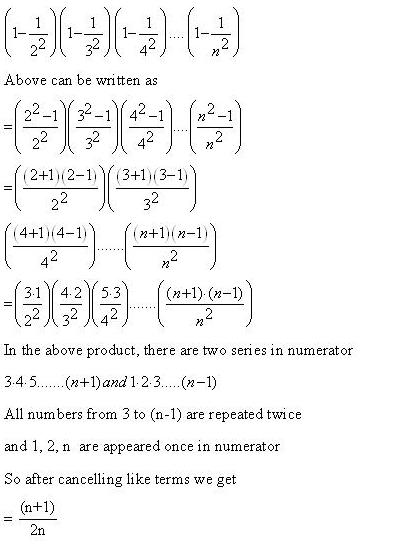 (1-1/2²)(1-1/3²)(1-1/4²)....(1-1/n²)
Above can be written as
=((2²-1)/2²)((3²-1)/3²)((4²-1)/4²)....((n²-1)/n²)
=(((2+1)(2-1))/2²)(((3+1)(3-1))/3²)
(((4+1)(4-1))/4²).......(((n+1)(n-1))/n²)
=((3·1)/2²)((4·2)/3²)((5·3)/4²).......(((n+1)·(n-1))/n²)
In the above product, there are two series in numerator
3·4·5.......(n+1) and 1·2·3.....(n-1)
All numbers from 3 to (n-1) are repeated twice
and 1, 2, n are appeared once in numerator
So after cancelling like terms we get
= (n+1)/2n